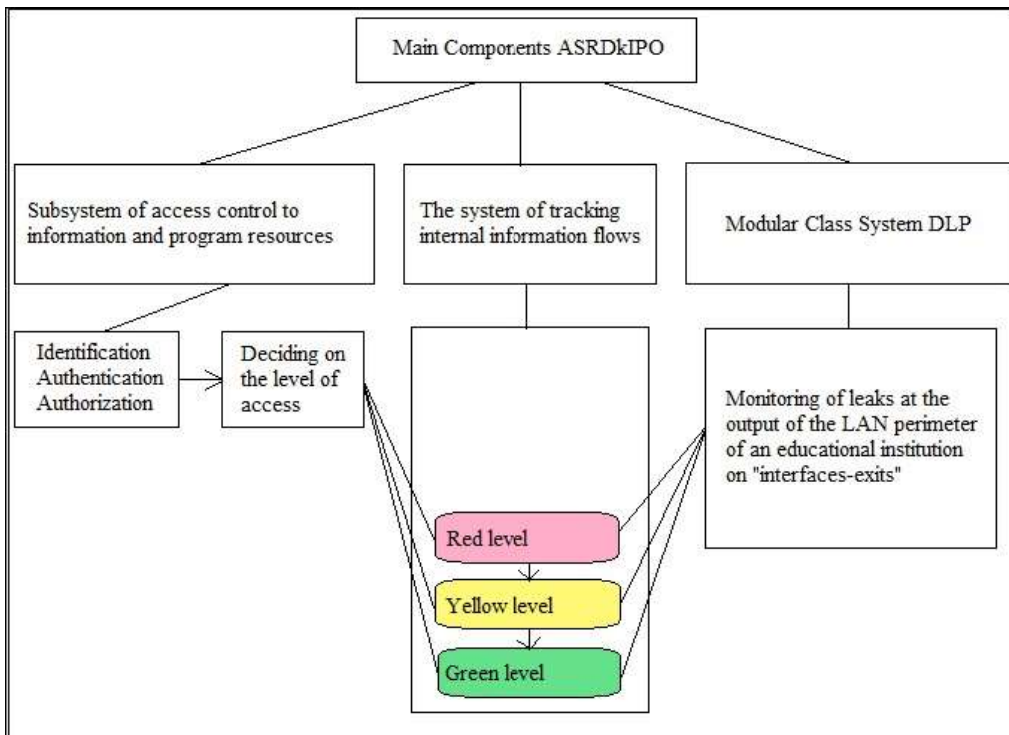 Main Components ASRDkIPO
Subsystem of access control to
information and program resources
The system of tracking
internal information flows
Modular Class System DLP
Identification
Authentication
Authorization
Deciding on
the level of
access
Monitoring of leaks at the
output of the LAN perimeter
of an educational institution
on "interfaces-exits"
Red level
Yellow level
Green level